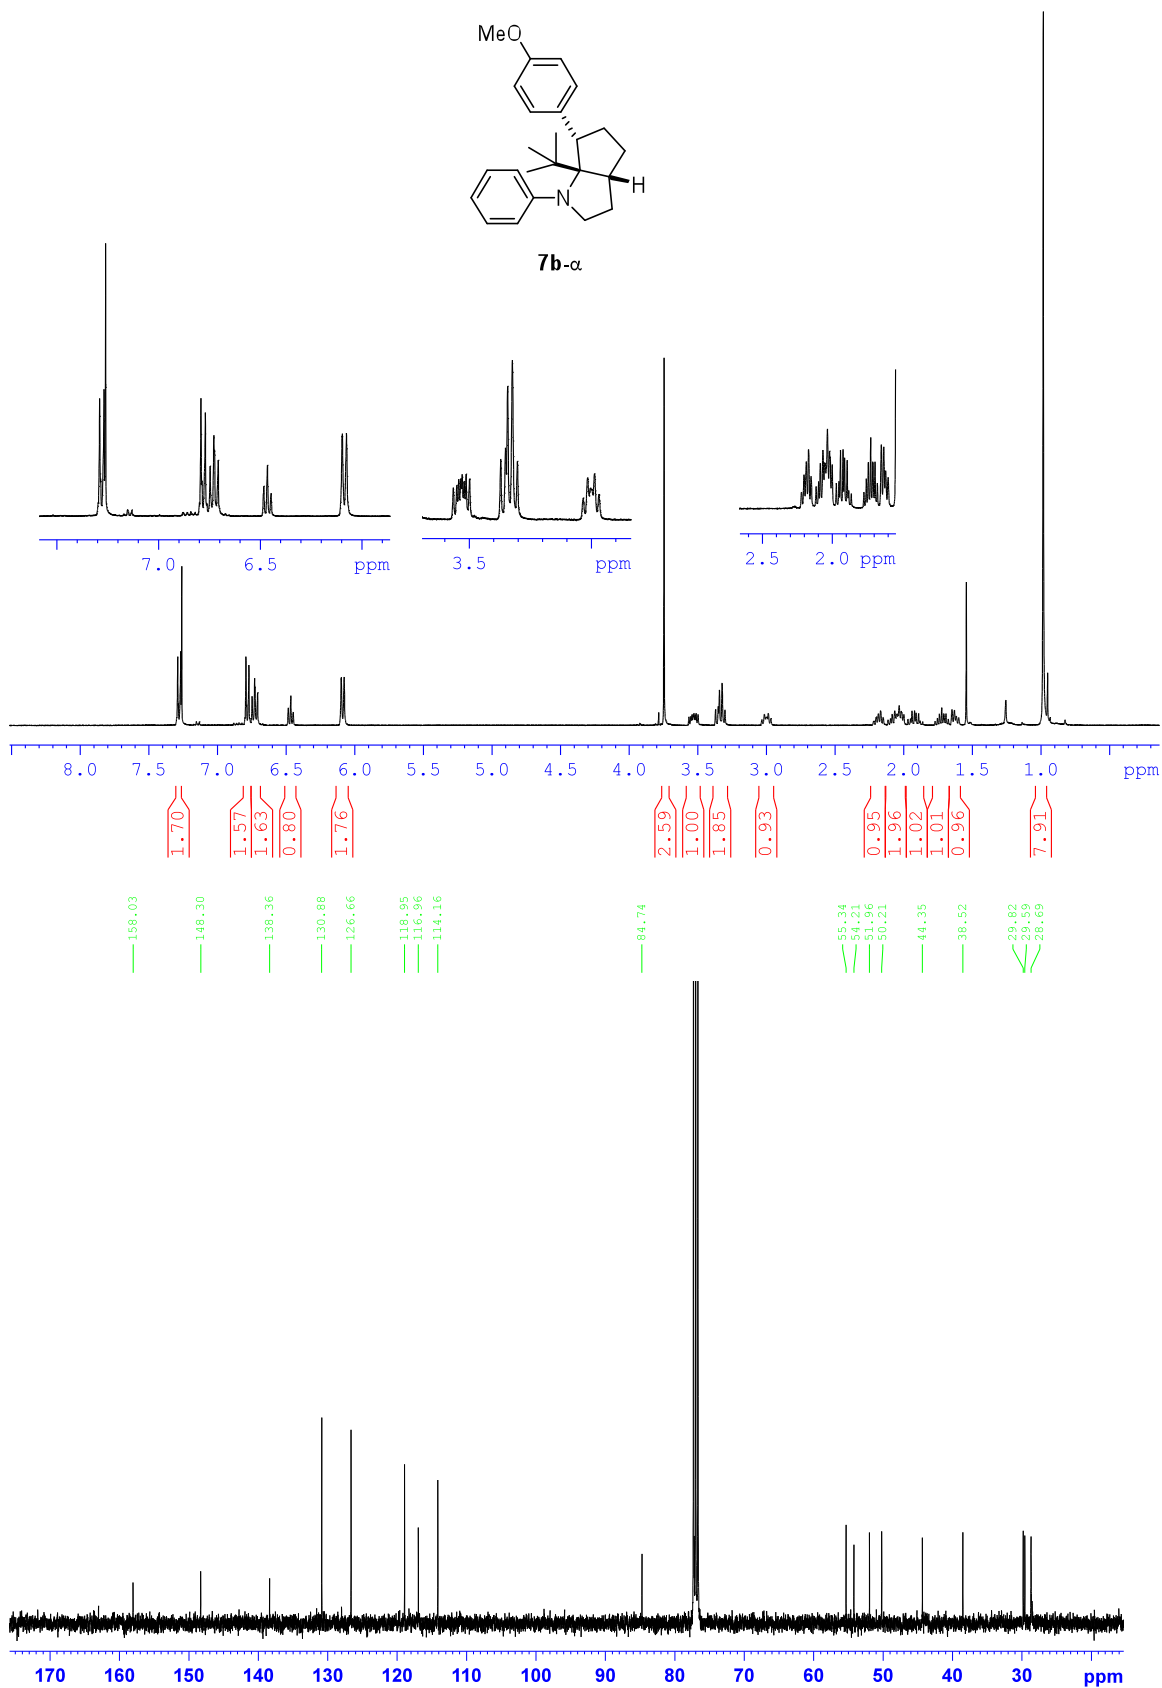 MeO
H
N
7b-α
7.0 6.5 ppm
3.5 ppm
2.5 2.0 ppm
8.0 7.5 7.0 6.5 6.0 5.5 5.0 4.5 4.0 3.5 3.0 2.5 2.0 1.5 1.0 ppm
1.70 1.57 1.63 0.80 1.76 2.59 1.00 1.85 0.93 0.95 1.96 1.02 1.01 0.96 7.91
158.03 148.30 138.36 130.88 126.66 118.95 116.96 114.16 84.74 55.34 54.21 51.96 50.21 44.35 38.52 29.82 29.59 28.69
170 160 150 140 130 120 110 100 90 80 70 60 50 40 30 ppm